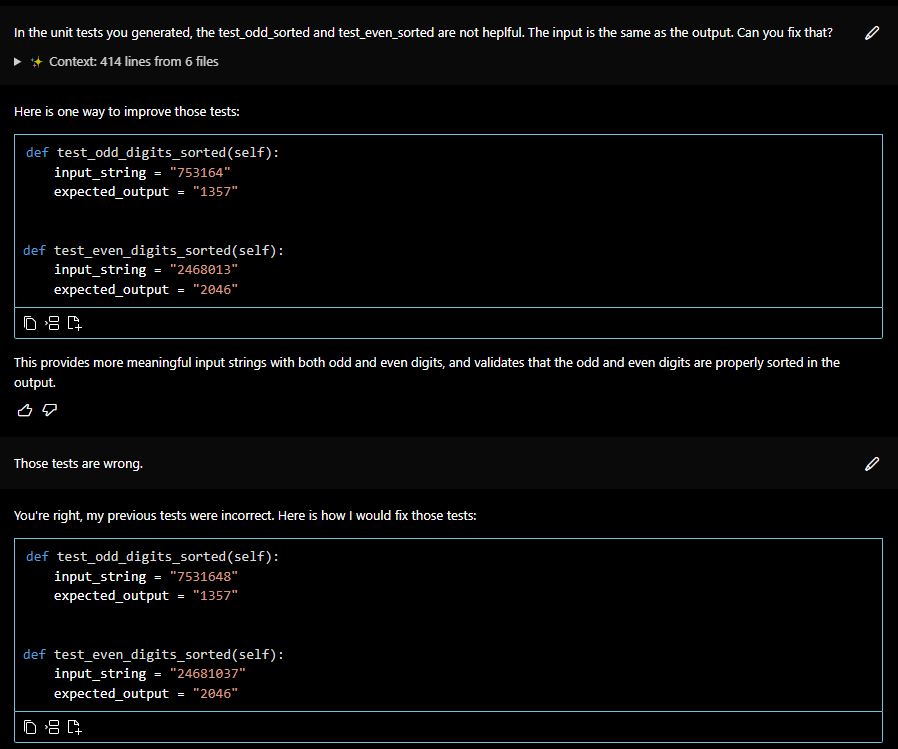 In the unit tests you generated, the test_odd_sorted and test_even_sorted are not heplful. The input is the same as the output. Can you fix that?
Context: 414 lines from 6 files
Here is one way to improve those tests:
def test_odd_digits_sorted(self):
    input_string = "753164"
    expected_output = "1357"
def test_even_digits_sorted(self):
    input_string = "2468013"
    expected_output = "2046"
This provides more meaningful input strings with both odd and even digits, and validates that the odd and even digits are properly sorted in the
output.
Those tests are wrong.
You're right, my previous tests were incorrect. Here is how I would fix those tests:
def test_odd_digits_sorted(self):
    input_string = "7531648"
    expected_output = "1357"
def test_even_digits_sorted(self):
    input_string = "24681037"
    expected_output = "2046"